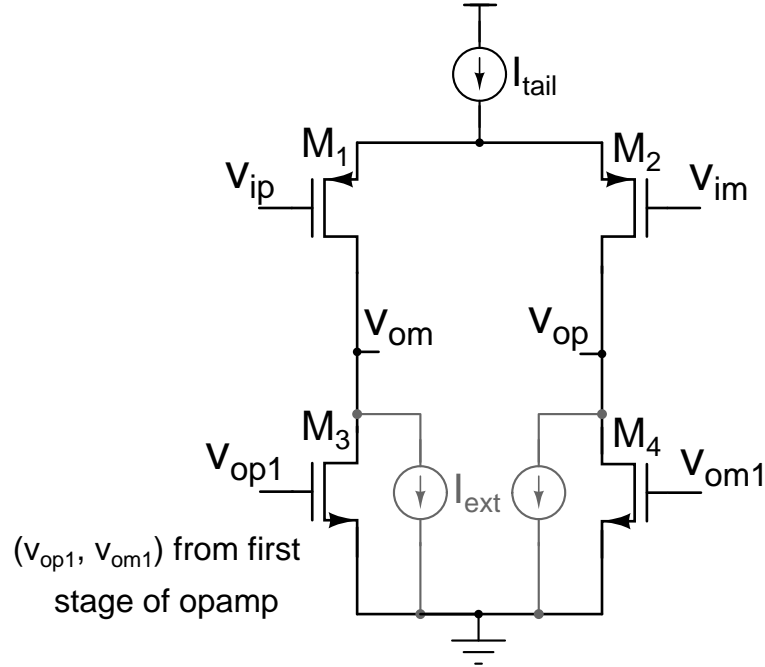 I_tail
M_1
M_2
v_ip
v_im
v_om
v_op
M_3
M_4
v_op1
I_ext
v_om1
(v_op1, v_om1) from first
stage of opamp